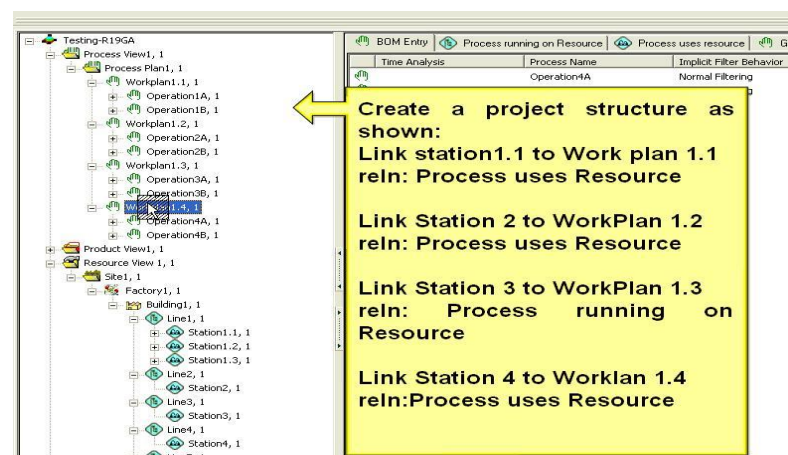 Testing-R19GA
Process View1, 1
Process Plan1, 1
Workplan1.1, 1
Operation1A, 1
Operation1B, 1
Workplan1.2, 1
Operation2A, 1
Operation2B, 1
Workplan1.3, 1
Operation3A, 1
Operation3B, 1
Workplan1.4, 1
Operation4A, 1
Operation4B, 1
Product View1, 1
Resource View 1, 1
Site1, 1
Factory1, 1
Building1, 1
Line1, 1
Station1.1, 1
Station1.2, 1
Station1.3, 1
Line2, 1
Station2, 1
Line3, 1
Station3, 1
Line4, 1
Station4, 1
BOM Entry Process running on Resource Process uses resource G
Time Analysis Process Name Implicit Filter Behavior
Operation4A Normal Filtering
Create a project structure as
shown:
Link station1.1 to Work plan 1.1
reln: Process uses Resource
Link Station 2 to WorkPlan 1.2
reln: Process uses Resource
Link Station 3 to WorkPlan 1.3
reln: Process running on
Resource
Link Station 4 to Worklan 1.4
reln:Process uses Resource